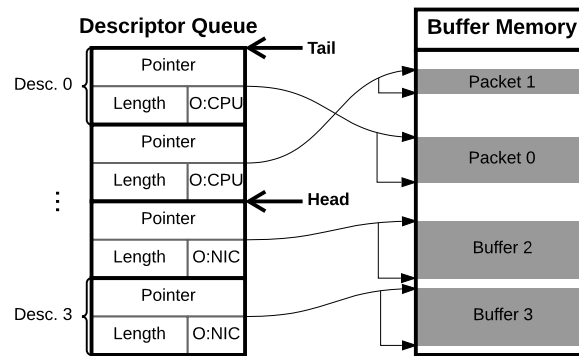 Descriptor Queue
Buffer Memory
Tail
Desc. 0
Pointer
Length O:CPU
Pointer
Length O:CPU
⋮
Head
Pointer
Length O:NIC
Desc. 3
Pointer
Length O:NIC
Packet 1
Packet 0
Buffer 2
Buffer 3